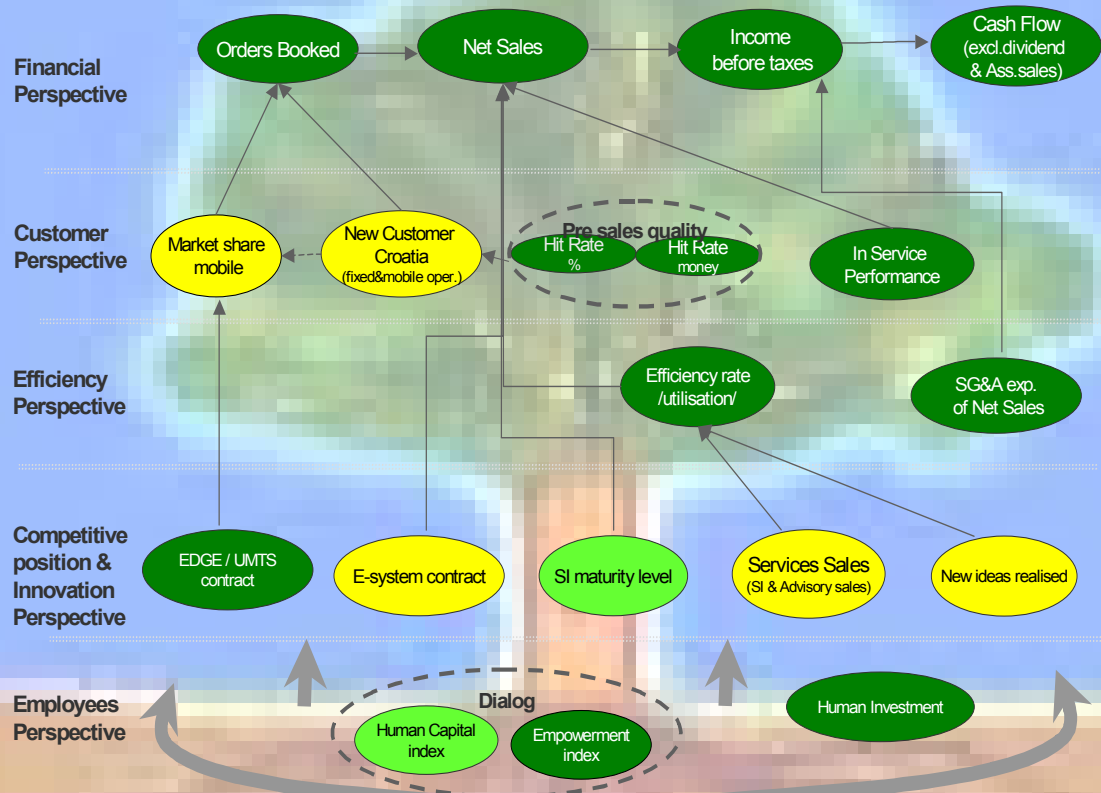 Financial
Perspective
Orders Booked
Net Sales
Income
before taxes
Cash Flow
(excl.dividend
& Ass.sales)
Customer
Perspective
Market share
mobile
New Customer
Croatia
(fixed&mobile oper.)
Pre sales quality
Hit Rate
%
Hit Rate
money
In Service
Performance
Efficiency
Perspective
Efficiency rate
/utilisation/
SG&A exp.
of Net Sales
Competitive
position &
Innovation
Perspective
EDGE / UMTS
contract
E-system contract
SI maturity level
Services Sales
(SI & Advisory sales)
New ideas realised
Employees
Perspective
Dialog
Human Capital
index
Empowerment
index
Human Investment